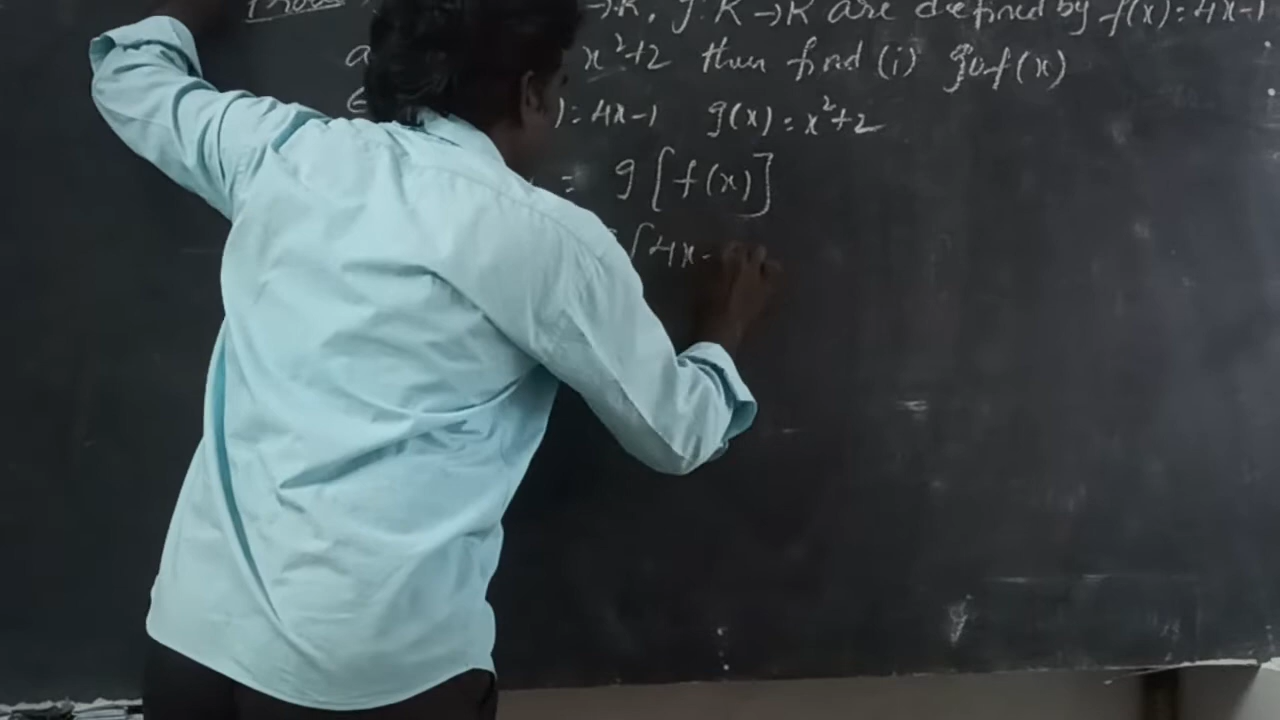 →R, g: R→R are defined by f(x)=4x-1
x²+2 then find (i) gof(x)
)=4x-1 g(x)=x²+2
= g[f(x)]
[4x-